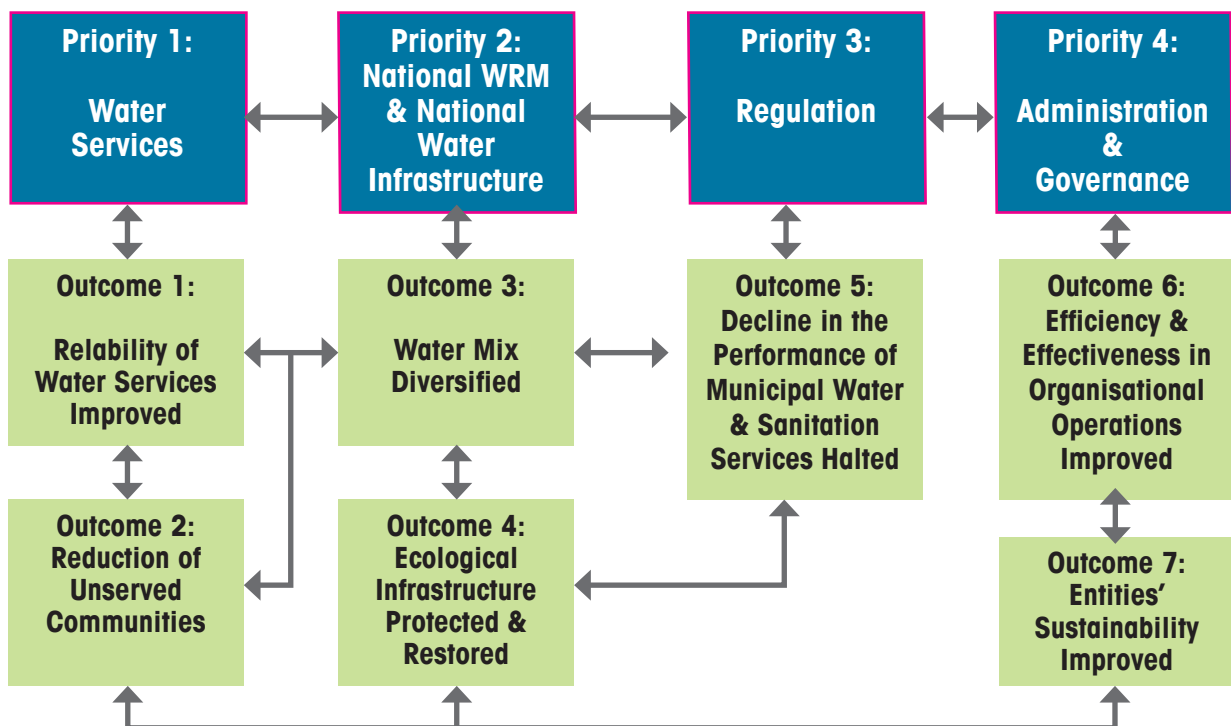 Priority 1:
Water
Services
Priority 2:
National WRM
& National
Water
Infrastructure
Priority 3:
Regulation
Priority 4:
Administration
&
Governance
Outcome 1:
Relability of
Water Services
Improved
Outcome 3:
Water Mix
Diversified
Outcome 5:
Decline in the
Performance of
Municipal Water
& Sanitation
Services Halted
Outcome 6:
Efficiency &
Effectiveness in
Organisational
Operations
Improved
Outcome 2:
Reduction of
Unserved
Communities
Outcome 4:
Ecological
Infrastructure
Protected &
Restored
Outcome 7:
Entities’
Sustainability
Improved